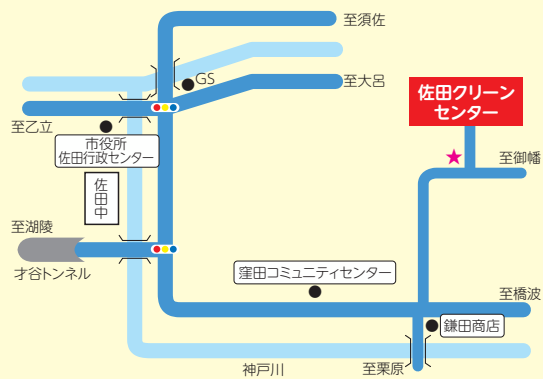 至須佐
GS
至大呂
佐田クリーン
センター
至乙立
市役所
佐田行政センター
至御幡
佐田中
至湖陵
才谷トンネル
窪田コミュニティセンター
至橋波
鎌田商店
神戸川
至栗原